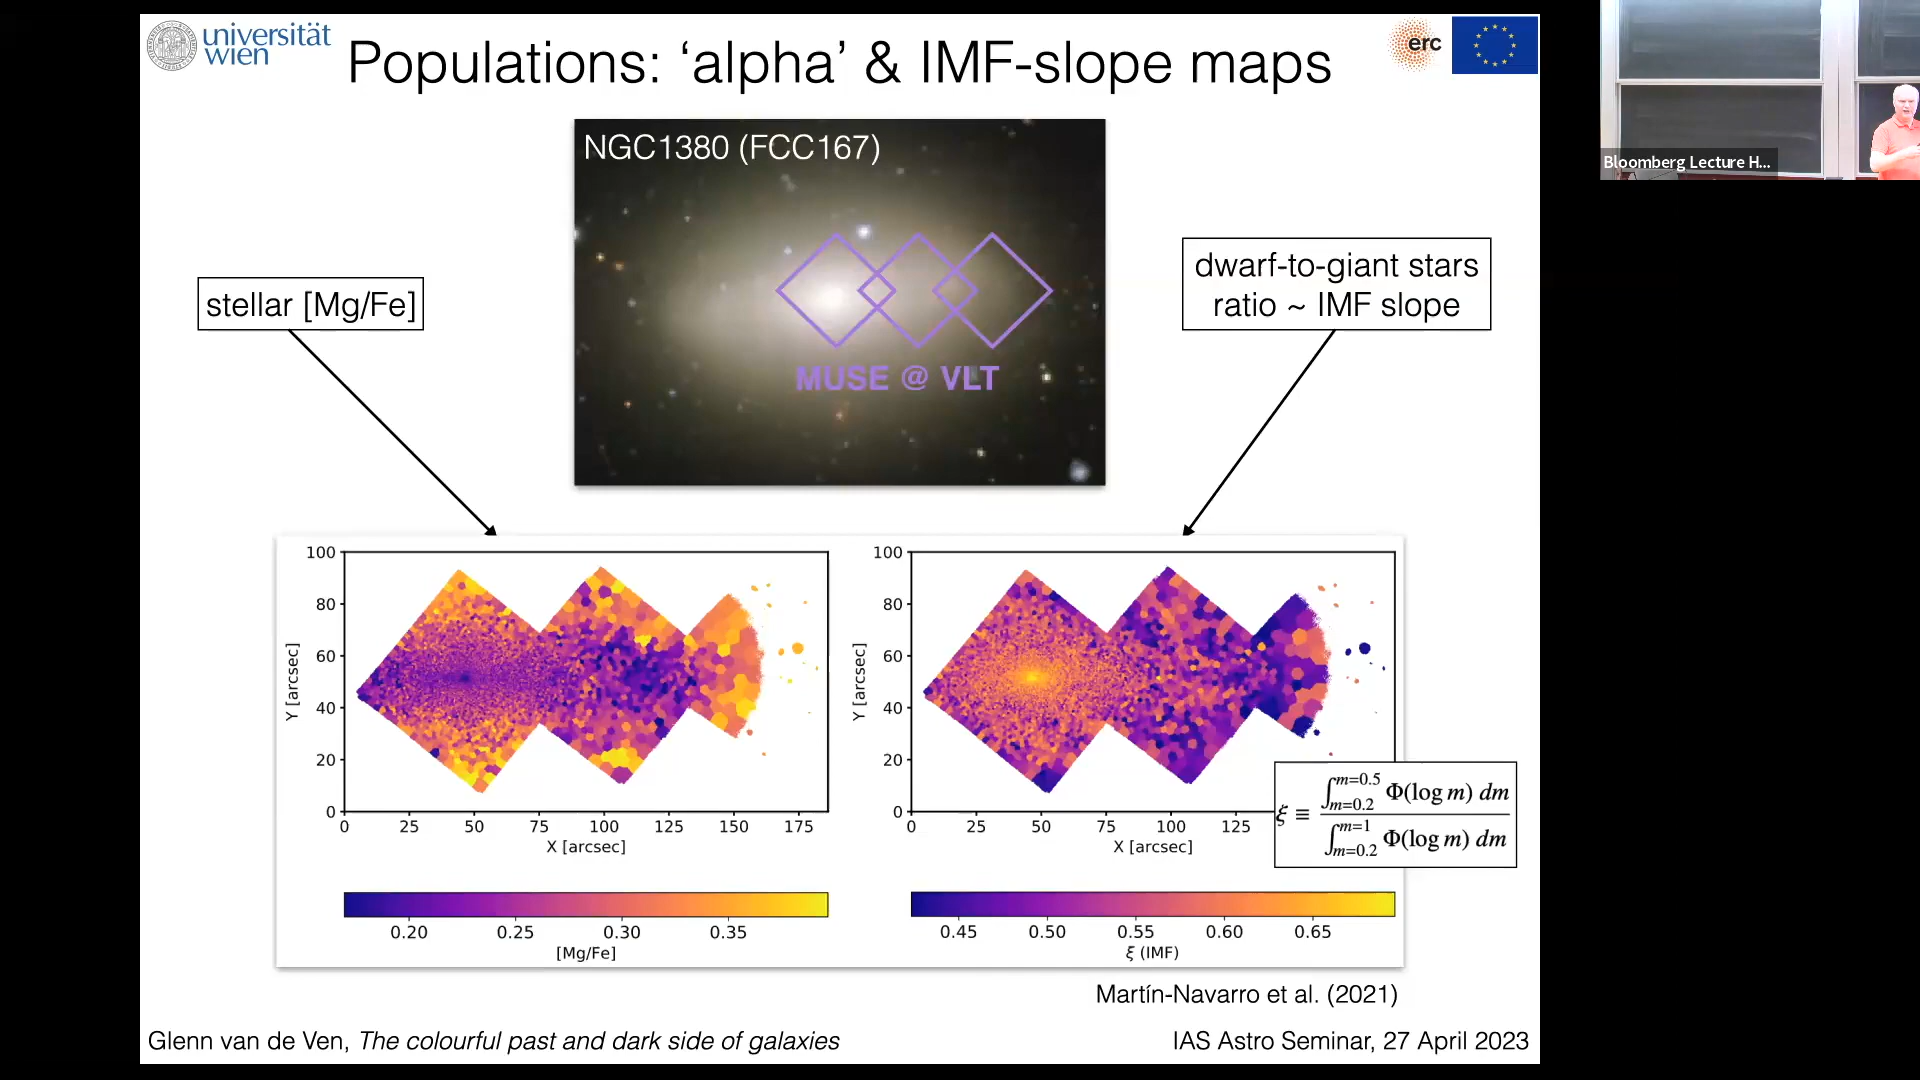 universität
wien
Populations: ‘alpha’ & IMF-slope maps
erc
Bloomberg Lecture H...
NGC1380 (FCC167)
MUSE @ VLT
stellar [Mg/Fe]
dwarf-to-giant stars
ratio ~ IMF slope
100
80
60
40
20
0
Y [arcsec]
0 25 50 75 100 125 150 175
X [arcsec]
0.20 0.25 0.30 0.35
[Mg/Fe]
100
80
60
40
20
0
Y [arcsec]
0 25 50 75 100 125
X [arcsec]
0.45 0.50 0.55 0.60 0.65
ξ (IMF)
ξ ≡ ∫_{m=0.2}^{m=0.5} Φ(log m) dm
∫_{m=0.2}^{m=1} Φ(log m) dm
Martín-Navarro et al. (2021)
Glenn van de Ven, The colourful past and dark side of galaxies
IAS Astro Seminar, 27 April 2023